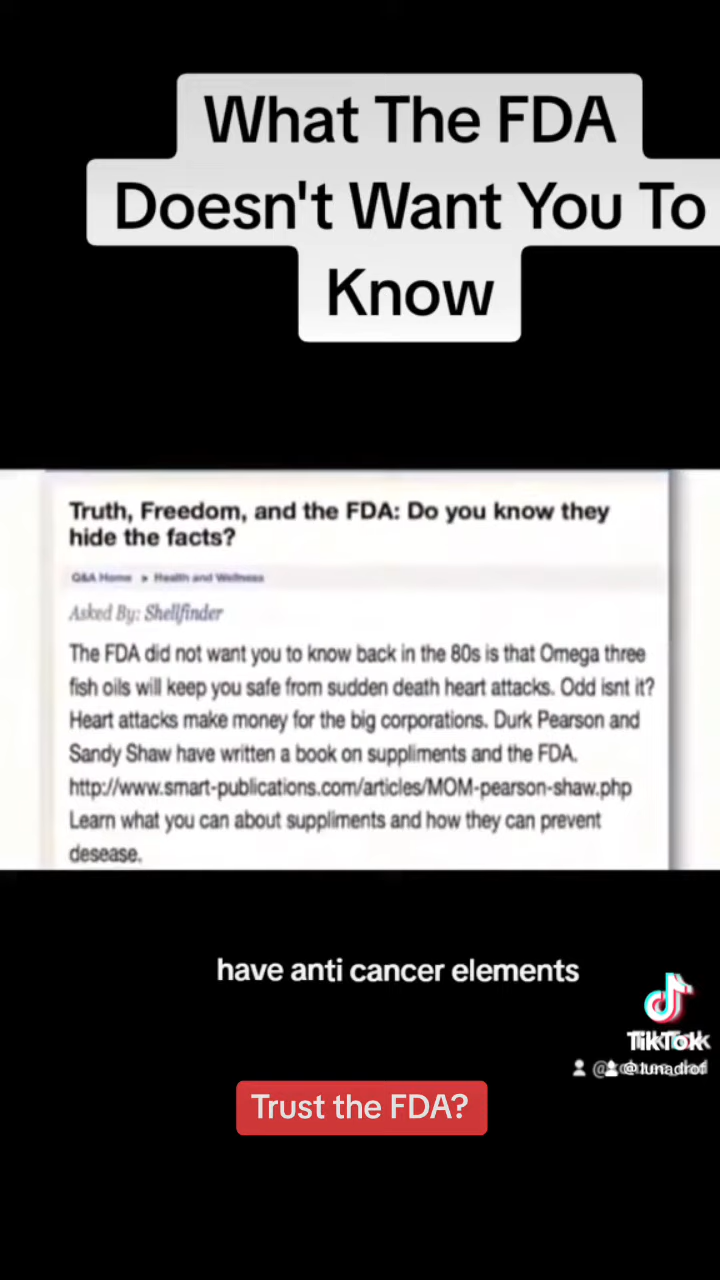 What The FDA
Doesn't Want You To
Know
Truth, Freedom, and the FDA: Do you know they
hide the facts?
Q&A Home > Health and Wellness
Asked By: Shellfinder
The FDA did not want you to know back in the 80s is that Omega three
fish oils will keep you safe from sudden death heart attacks. Odd isnt it?
Heart attacks make money for the big corporations. Durk Pearson and
Sandy Shaw have written a book on suppliments and the FDA.
http://www.smart-publications.com/articles/MOM-pearson-shaw.php
Learn what you can about suppliments and how they can prevent
desease.
have anti cancer elements
TikTok
Trust the FDA?